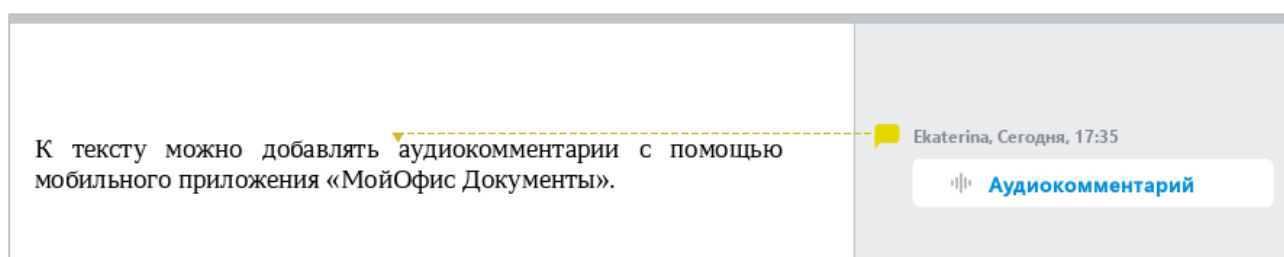 К тексту можно добавлять аудиокомментарии с помощью
мобильного приложения «МойОфис Документы».
Ekaterina, Сегодня, 17:35
Аудиокомментарий